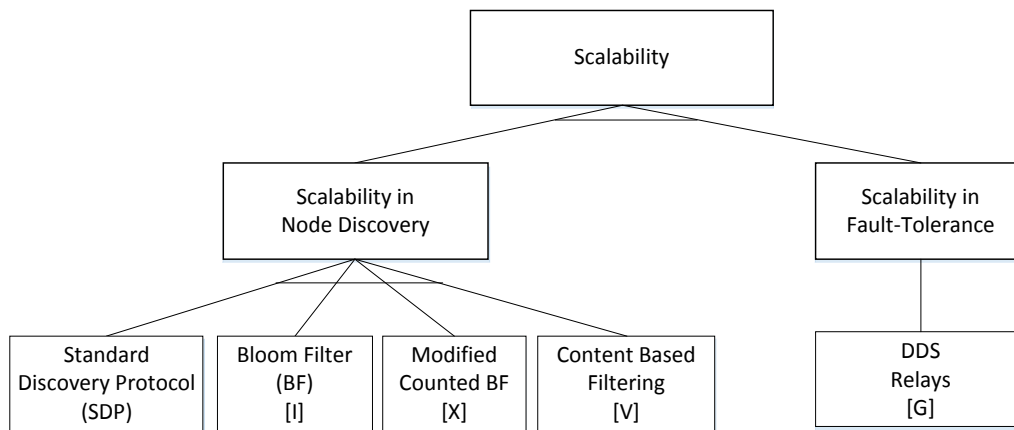 Scalability
Scalability in
Node Discovery
Scalability in
Fault-Tolerance
Standard
Discovery Protocol
(SDP)
Bloom Filter
(BF)
[I]
Modified
Counted BF
[X]
Content Based
Filtering
[V]
DDS
Relays
[G]